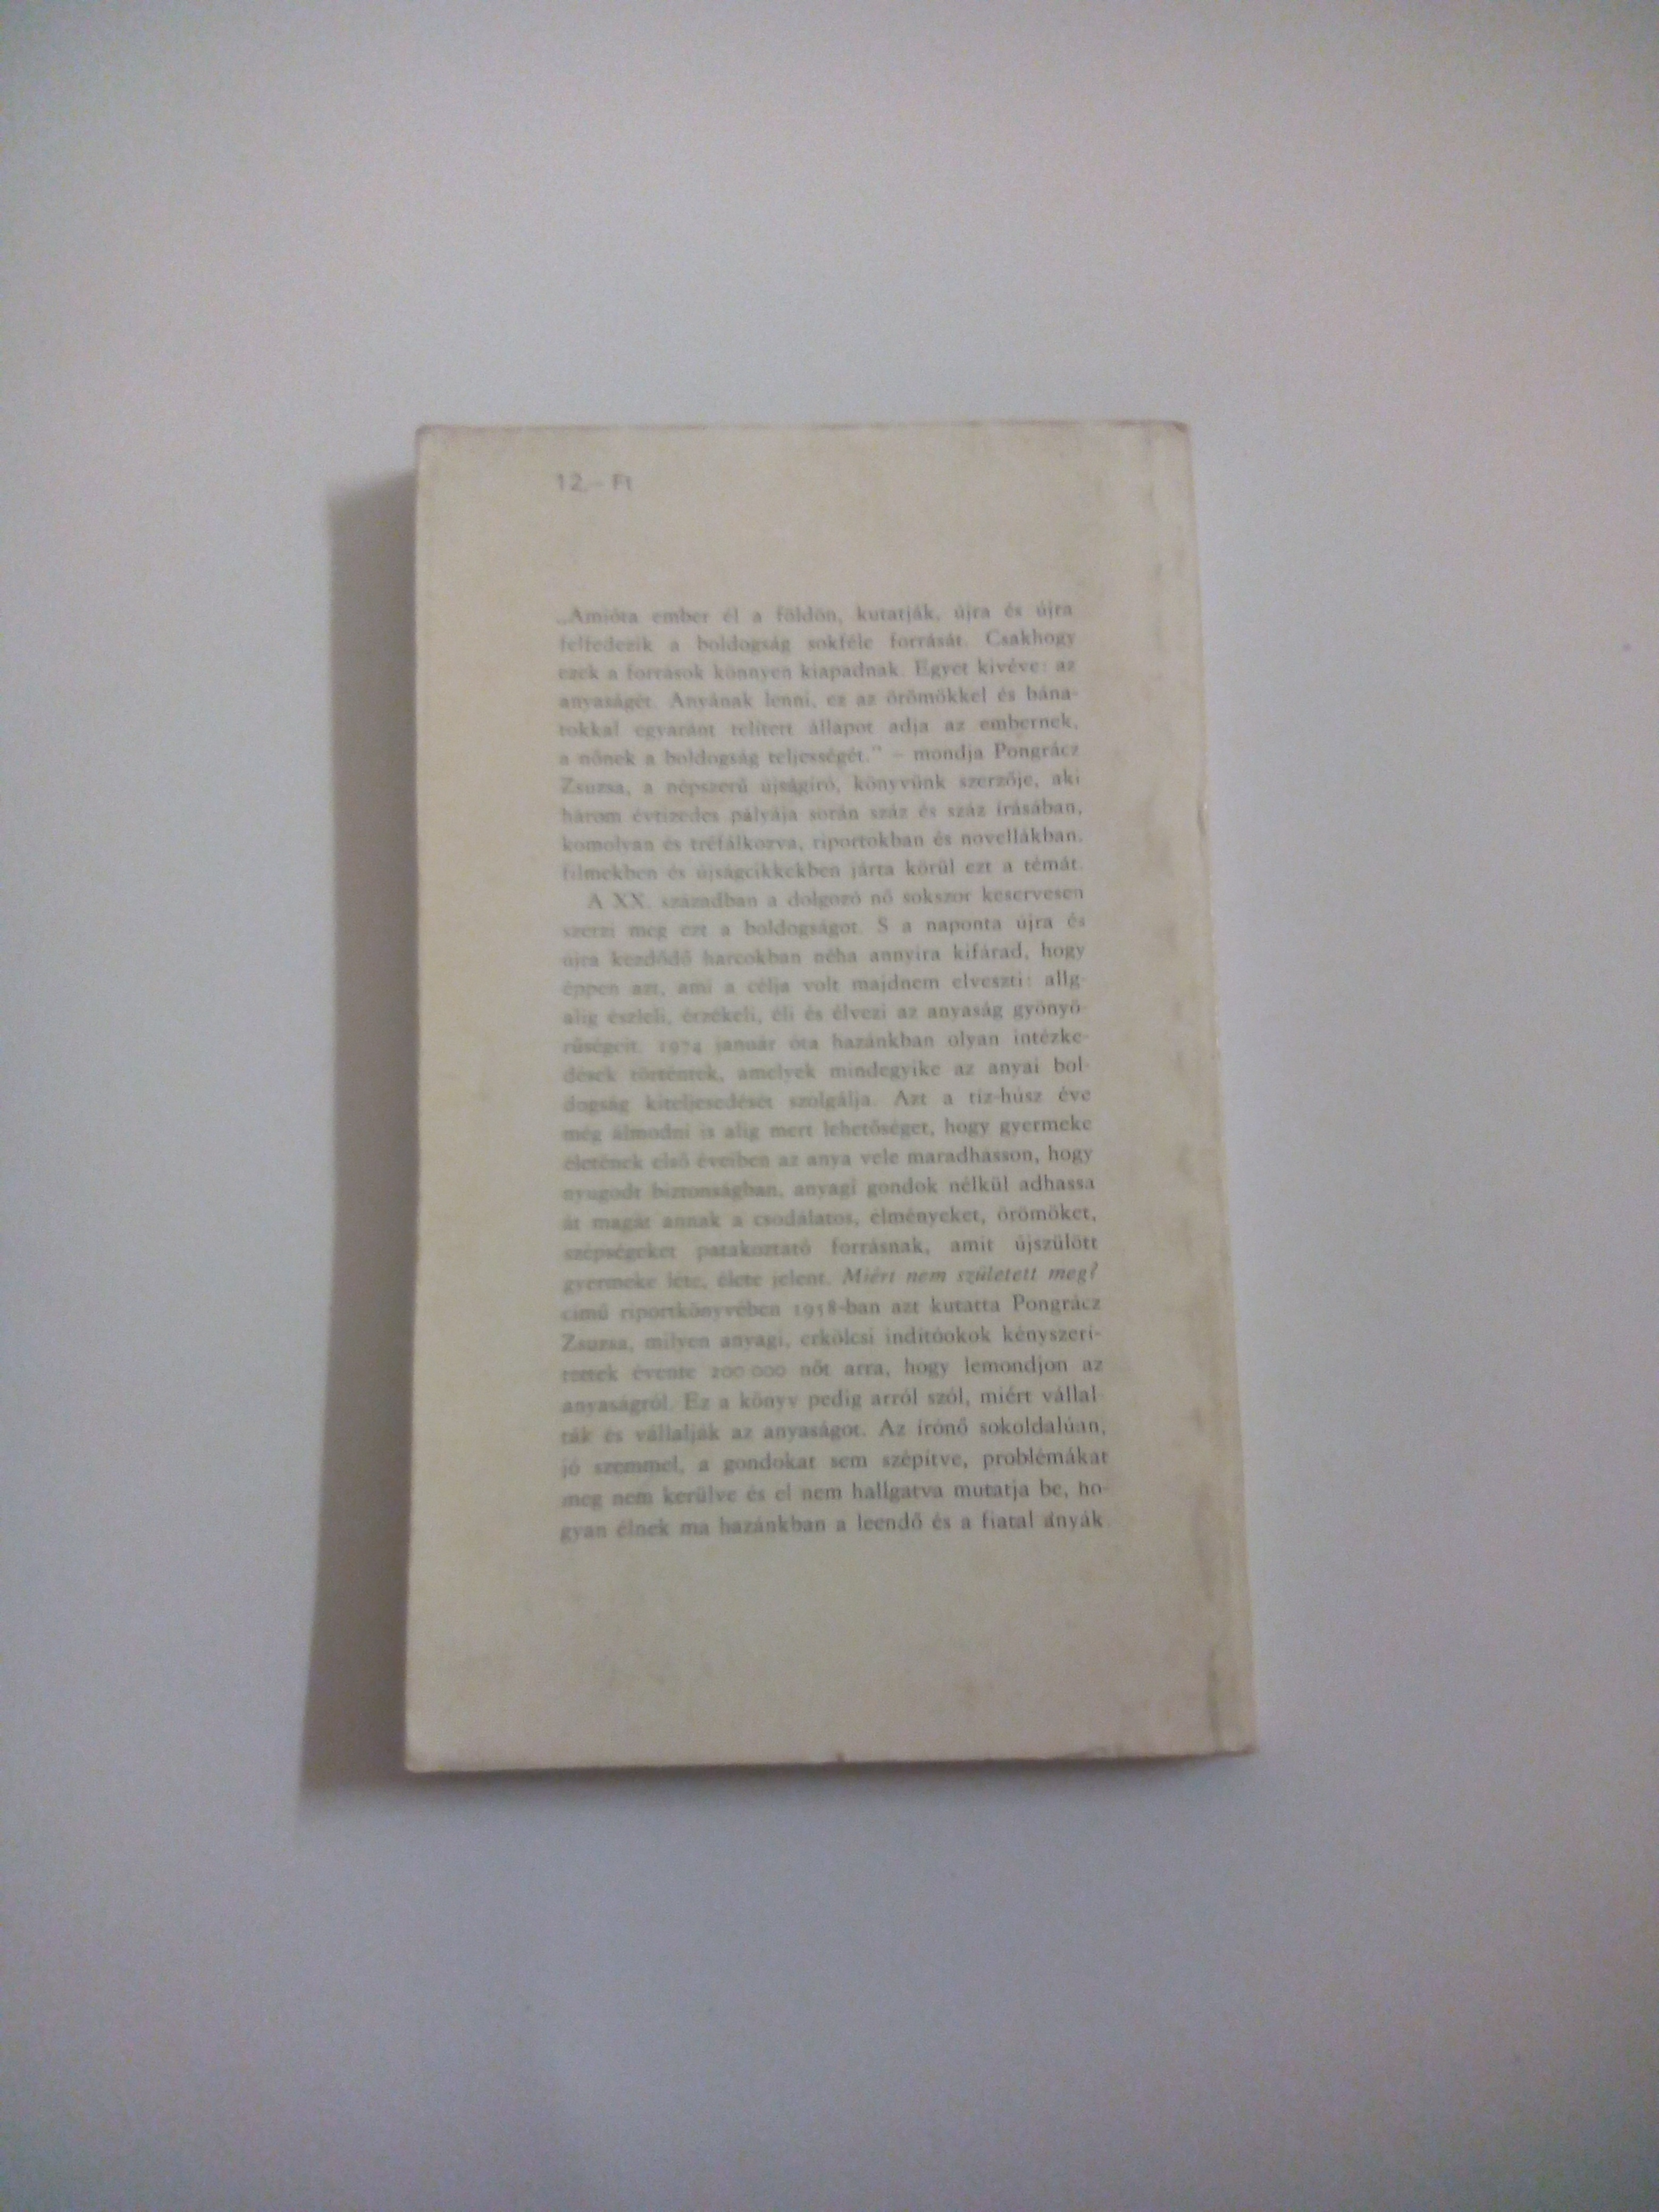 12,– Ft
„Amióta ember él a földön, kutatják, újra és újra
felfedezik a boldogság sokféle forrását. Csakhogy
ezek a források könnyen kiapadnak. Egyet kivéve: az
anyaságét. Anyának lenni, ez az örömökkel és bána-
tokkal egyaránt telített állapot adja az embernek,
a nőnek a boldogság teljességét." – mondja Pongrácz
Zsuzsa, a népszerű újságíró, könyvünk szerzője, aki
három évtizedes pályája során száz és száz írásában,
komolyan és tréfálkozva, riportokban és novellákban,
filmekben és újságcikkekben járta körül ezt a témát.
A XX. században a dolgozó nő sokszor keservesen
szerzi meg ezt a boldogságot. S a naponta újra és
újra kezdődő harcokban néha annyira kifárad, hogy
éppen azt, ami a célja volt majdnem elveszti: allg-
alig észleli, érzékeli, éli és élvezi az anyaság gyönyö-
rűségeit. 1974 január óta hazánkban olyan intézke-
dések történtek, amelyek mindegyike az anyai bol-
dogság kiteljesedését szolgálja. Azt a tíz-húsz éve
még álmodni is alig mert lehetőséget, hogy gyermeke
életének első éveiben az anya vele maradhasson, hogy
nyugodt biztonságban, anyagi gondok nélkül adhassa
át magát annak a csodálatos, élményeket, örömöket,
szépségeket patakoztató forrásnak, amit újszülött
gyermeke léte, élete jelent. Miért nem született meg?
című riportkönyvében 1958-ban azt kutatta Pongrácz
Zsuzsa, milyen anyagi, erkölcsi indítóokok kényszerí-
tettek évente 200 000 nőt arra, hogy lemondjon az
anyaságról. Ez a könyv pedig arról szól, miért vállal-
ták és vállalják az anyaságot. Az írónő sokoldalúan,
jó szemmel, a gondokat sem szépítve, problémákat
meg nem kerülve és el nem hallgatva mutatja be, ho-
gyan élnek ma hazánkban a leendő és a fiatal anyák.